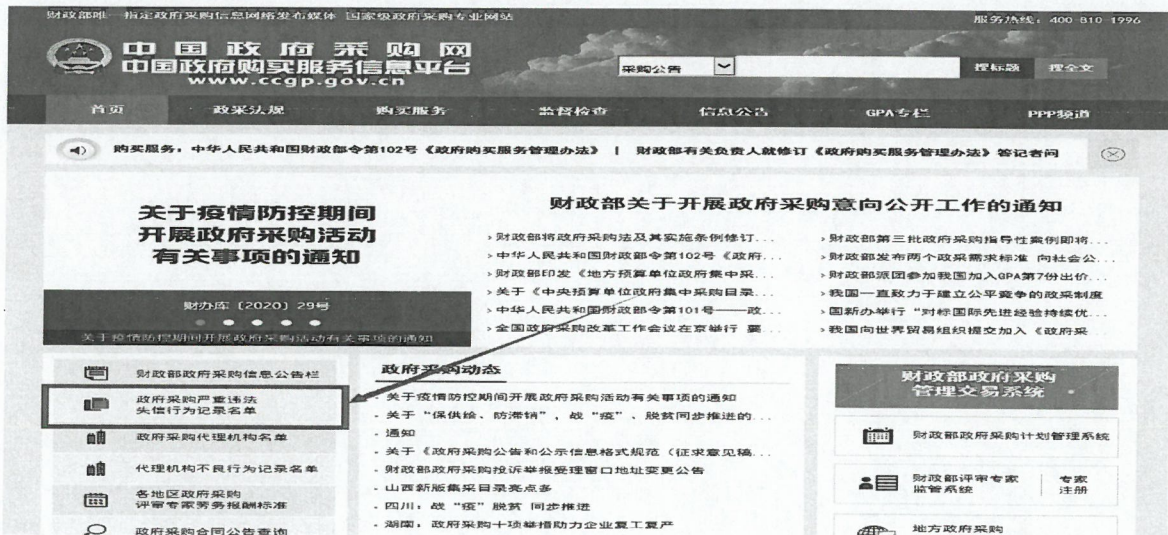 财政部唯一指定政府采购信息网络发布媒体 国家级政府采购专业网站
服务热线：400-810-1996
中国政府采购网
中国政府购买服务信息平台
www.ccgp.gov.cn
采购公告
搜标题 搜全文
首页 政采法规 购买服务 监督检查 信息公告 GPA专栏 PPP频道
购买服务：中华人民共和国财政部令第102号《政府购买服务管理办法》 | 财政部有关负责人就修订《政府购买服务管理办法》答记者问
关于疫情防控期间
开展政府采购活动
有关事项的通知
财办库〔2020〕29号
关于疫情防控期间开展政府采购活动有关事项的通知
财政部关于开展政府采购意向公开工作的通知
›财政部将政府采购法及其实施条例修订...
›中华人民共和国财政部令第102号《政府...
›财政部印发《地方预算单位政府集中采...
›关于《中央预算单位政府集中采购目录...
›中华人民共和国财政部令第101号——政...
›全国政府采购改革工作会议在京举行 要...
›财政部第三批政府采购指导性案例即将...
›财政部发布两个政采需求标准 向社会公...
›财政部派团参加我国加入GPA第7份出价...
›我国一直致力于建立公平竞争的政采制度
›国新办举行“对标国际先进经验持续优...
›我国向世界贸易组织提交加入《政府采...
财政部政府采购信息公告栏
政府采购严重违法
失信行为记录名单
政府采购代理机构名单
代理机构不良行为记录名单
各地区政府采购
评审专家劳务报酬标准
政府采购合同公告查询
政府采购动态
· 关于疫情防控期间开展政府采购活动有关事项的通知
· 关于“保供给、防滞销”，战“疫”、脱贫同步推进的...
· 通知
· 关于《政府采购公告和公示信息格式规范（征求意见稿...
· 财政部政府采购投诉举报受理窗口地址变更公告
· 山西新版集采目录亮点多
· 四川：战“疫”脱贫 同步推进
· 湖南：政府采购十项举措助力企业复工复产
财政部政府采购
管理交易系统
财政部政府采购计划管理系统
财政部评审专家
监管系统
专家
注册
地方政府采购